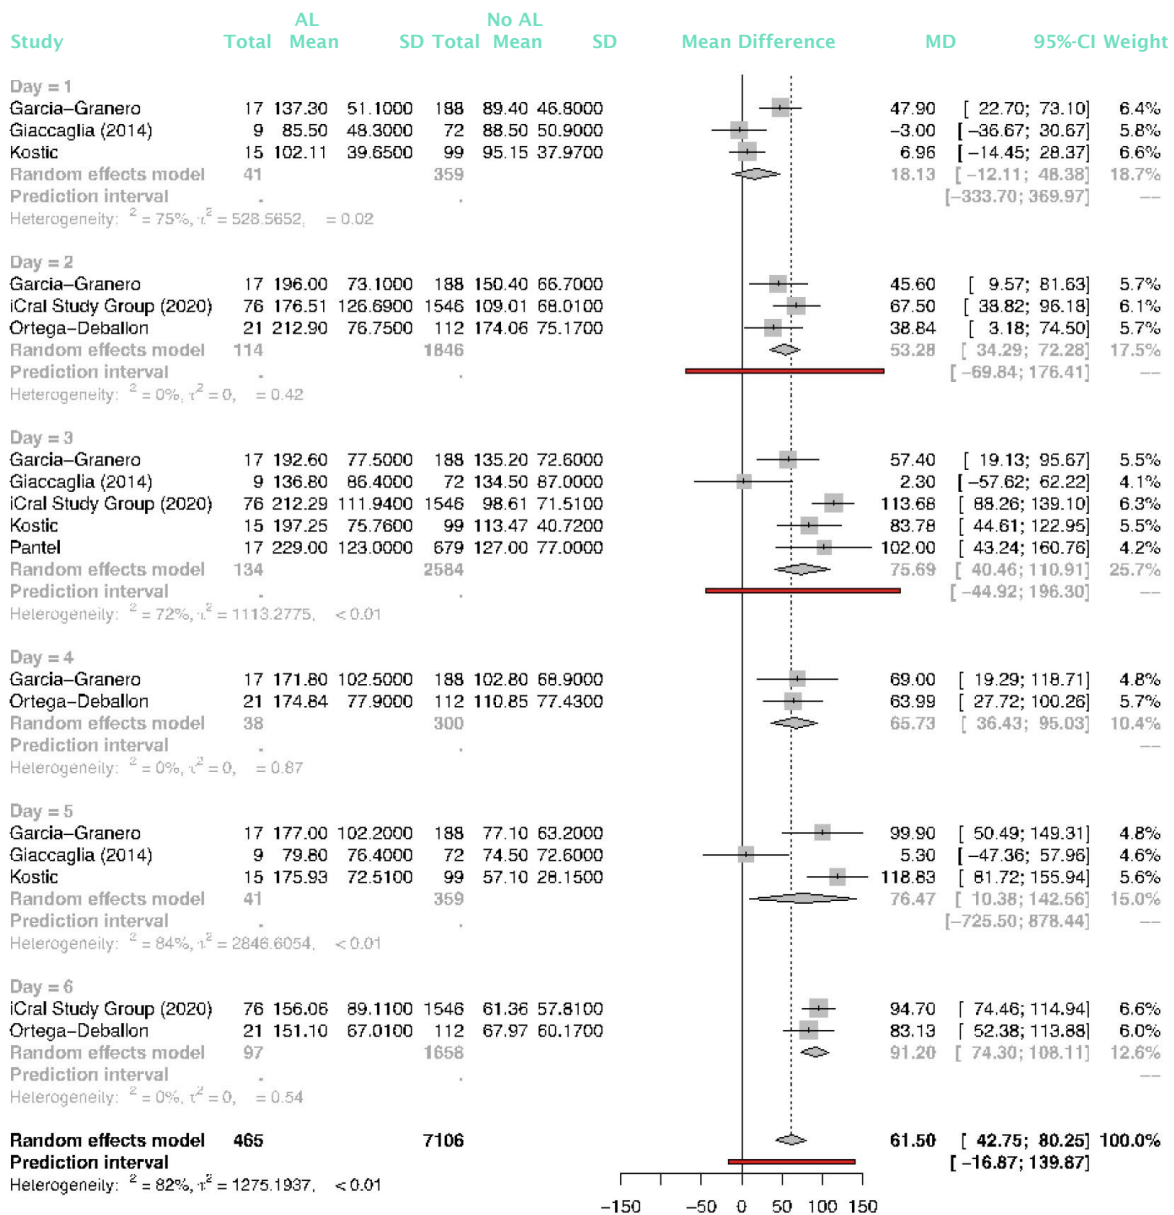 AL No AL
Study Total Mean SD Total Mean SD Mean Difference MD 95%-CI Weight
Day = 1
Garcia-Granero 17 137.30 51.1000 188 89.40 46.8000 47.90 [ 22.70; 73.10] 6.4%
Giaccaglia (2014) 9 85.50 48.3000 72 88.50 50.9000 -3.00 [ -36.67; 30.67] 5.8%
Kostic 15 102.11 39.6500 99 95.15 37.9700 6.96 [ -14.45; 28.37] 6.6%
Random effects model 41 359 18.13 [ -12.11; 48.38] 18.7%
Prediction interval . . [-333.70; 369.97] --
Heterogeneity: ² = 75%, τ² = 528.5652, = 0.02
Day = 2
Garcia-Granero 17 196.00 73.1000 188 150.40 66.7000 45.60 [ 9.57; 81.63] 5.7%
iCral Study Group (2020) 76 176.51 126.6900 1546 109.01 68.0100 67.50 [ 38.82; 96.18] 6.1%
Ortega-Deballon 21 212.90 76.7500 112 174.06 75.1700 38.84 [ 3.18; 74.50] 5.7%
Random effects model 114 1846 53.28 [ 34.29; 72.28] 17.5%
Prediction interval . . [ -69.84; 176.41] --
Heterogeneity: ² = 0%, τ² = 0, = 0.42
Day = 3
Garcia-Granero 17 192.60 77.5000 188 135.20 72.6000 57.40 [ 19.13; 95.67] 5.5%
Giaccaglia (2014) 9 136.80 86.4000 72 134.50 87.0000 2.30 [ -57.62; 62.22] 4.1%
iCral Study Group (2020) 76 212.29 111.9400 1546 98.61 71.5100 113.68 [ 88.26; 139.10] 6.3%
Kostic 15 197.25 75.7600 99 113.47 40.7200 83.78 [ 44.61; 122.95] 5.5%
Pantel 17 229.00 123.0000 679 127.00 77.0000 102.00 [ 43.24; 160.76] 4.2%
Random effects model 134 2584 75.69 [ 40.46; 110.91] 25.7%
Prediction interval . . [ -44.92; 196.30] --
Heterogeneity: ² = 72%, τ² = 1113.2775, < 0.01
Day = 4
Garcia-Granero 17 171.80 102.5000 188 102.80 68.9000 69.00 [ 19.29; 118.71] 4.8%
Ortega-Deballon 21 174.84 77.9000 112 110.85 77.4300 63.99 [ 27.72; 100.26] 5.7%
Random effects model 38 300 65.73 [ 36.43; 95.03] 10.4%
Prediction interval . . --
Heterogeneity: ² = 0%, τ² = 0, = 0.87
Day = 5
Garcia-Granero 17 177.00 102.2000 188 77.10 63.2000 99.90 [ 50.49; 149.31] 4.8%
Giaccaglia (2014) 9 79.80 76.4000 72 74.50 72.6000 5.30 [ -47.36; 57.96] 4.6%
Kostic 15 175.93 72.5100 99 57.10 28.1500 118.83 [ 81.72; 155.94] 5.6%
Random effects model 41 359 76.47 [ 10.38; 142.56] 15.0%
Prediction interval . . [-725.50; 878.44] --
Heterogeneity: ² = 84%, τ² = 2846.6054, < 0.01
Day = 6
iCral Study Group (2020) 76 156.06 89.1100 1546 61.36 57.8100 94.70 [ 74.46; 114.94] 6.6%
Ortega-Deballon 21 151.10 67.0100 112 67.97 60.1700 83.13 [ 52.38; 113.88] 6.0%
Random effects model 97 1658 91.20 [ 74.30; 108.11] 12.6%
Prediction interval . . --
Heterogeneity: ² = 0%, τ² = 0, = 0.54
Random effects model 465 7106 61.50 [ 42.75; 80.25] 100.0%
Prediction interval [ -16.87; 139.87]
Heterogeneity: ² = 82%, τ² = 1275.1937, < 0.01
-150 -50 0 50 100 150